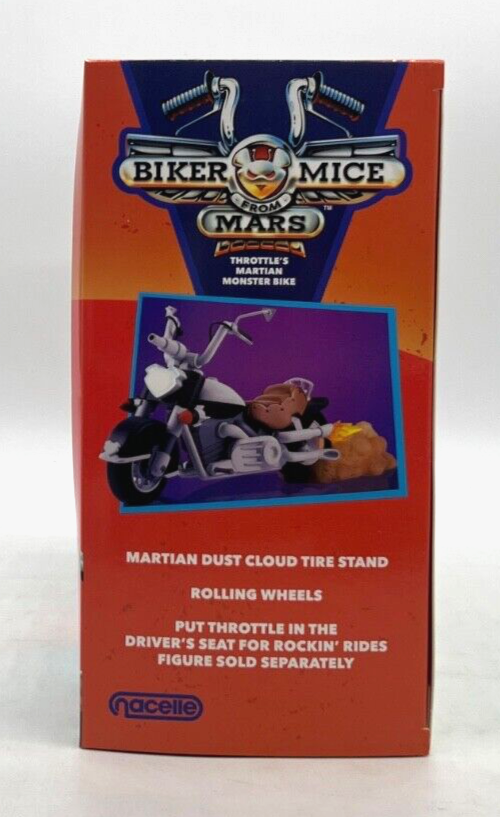 BIKER MICE
FROM
MARS™
THROTTLE'S
MARTIAN
MONSTER BIKE
MARTIAN DUST CLOUD TIRE STAND
ROLLING WHEELS
PUT THROTTLE IN THE
DRIVER'S SEAT FOR ROCKIN' RIDES
FIGURE SOLD SEPARATELY
nacelle